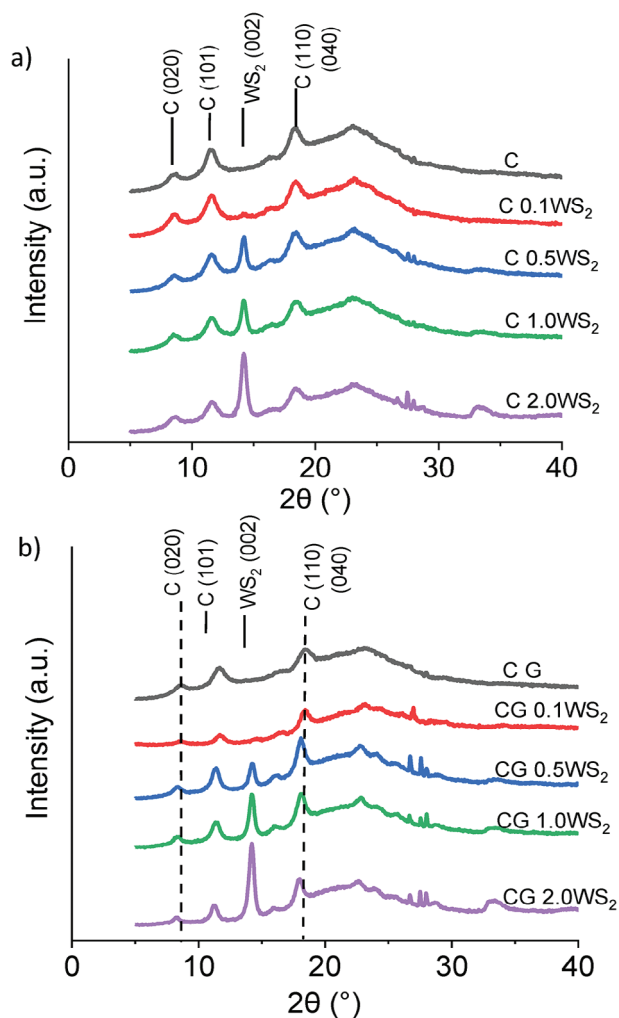 a)
C (020)
C (101)
WS₂ (002)
C (110)
(040)
C
C 0.1WS₂
C 0.5WS₂
C 1.0WS₂
C 2.0WS₂
Intensity (a.u.)
0 10 20 30 40
2θ (°)
b)
C (020)
C (101)
WS₂ (002)
C (110)
(040)
C G
CG 0.1WS₂
CG 0.5WS₂
CG 1.0WS₂
CG 2.0WS₂
Intensity (a.u.)
0 10 20 30 40
2θ (°)